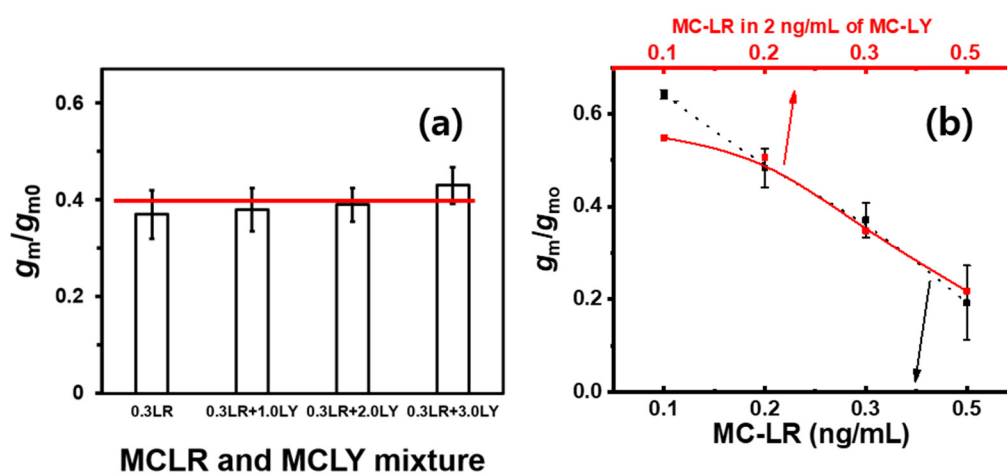 (a)
0.6
0.4
0.2
0
gm/gm0
0.3LR 0.3LR+1.0LY 0.3LR+2.0LY 0.3LR+3.0LY
MCLR and MCLY mixture
MC-LR in 2 ng/mL of MC-LY
0.1 0.2 0.3 0.5
(b)
0.6
0.4
0.2
0.0
gm/gmo
0.1 0.2 0.3 0.5
MC-LR (ng/mL)